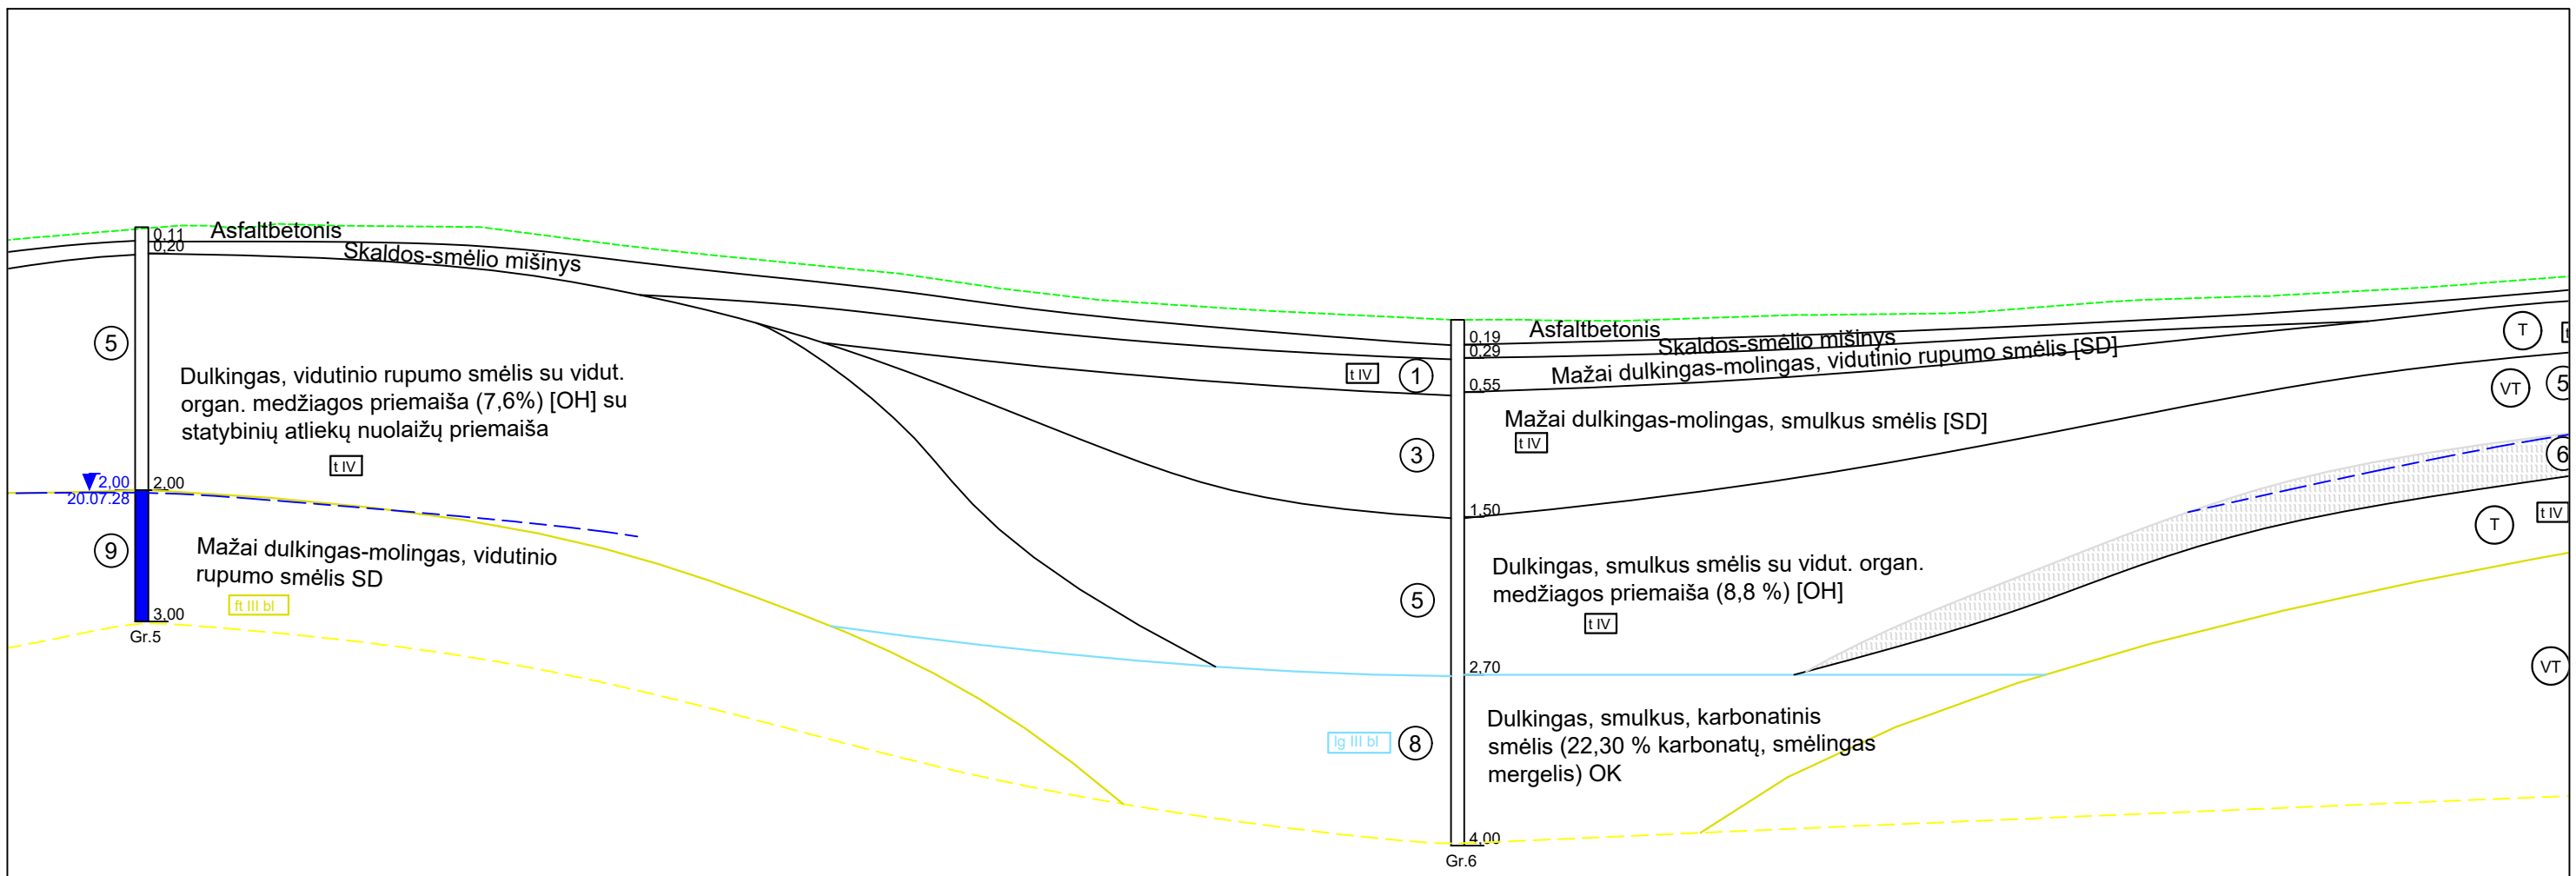 Asfaltbetonis
0,11
0,20
Skaldos-smėlio mišinys
5
Dulkingas, vidutinio rupumo smėlis su vidut.
organ. medžiagos priemaiša (7,6%) [OH] su
statybinių atliekų nuolaižų priemaiša
t IV
2,00
20.07.28
2,00
9
Mažai dulkingas-molingas, vidutinio
rupumo smėlis SD
ft III bl
3,00
Gr.5
0,19
Asfaltbetonis
0,29
Skaldos-smėlio mišinys
t IV
1
Mažai dulkingas-molingas, vidutinio rupumo smėlis [SD]
0,55
Mažai dulkingas-molingas, smulkus smėlis [SD]
t IV
3
1,50
5
Dulkingas, smulkus smėlis su vidut. organ.
medžiagos priemaiša (8,8 %) [OH]
t IV
2,70
lg III bl
8
Dulkingas, smulkus, karbonatinis
smėlis (22,30 % karbonatų, smėlingas
mergelis) OK
4,00
Gr.6
T
VT
5
6
t IV
T
VT